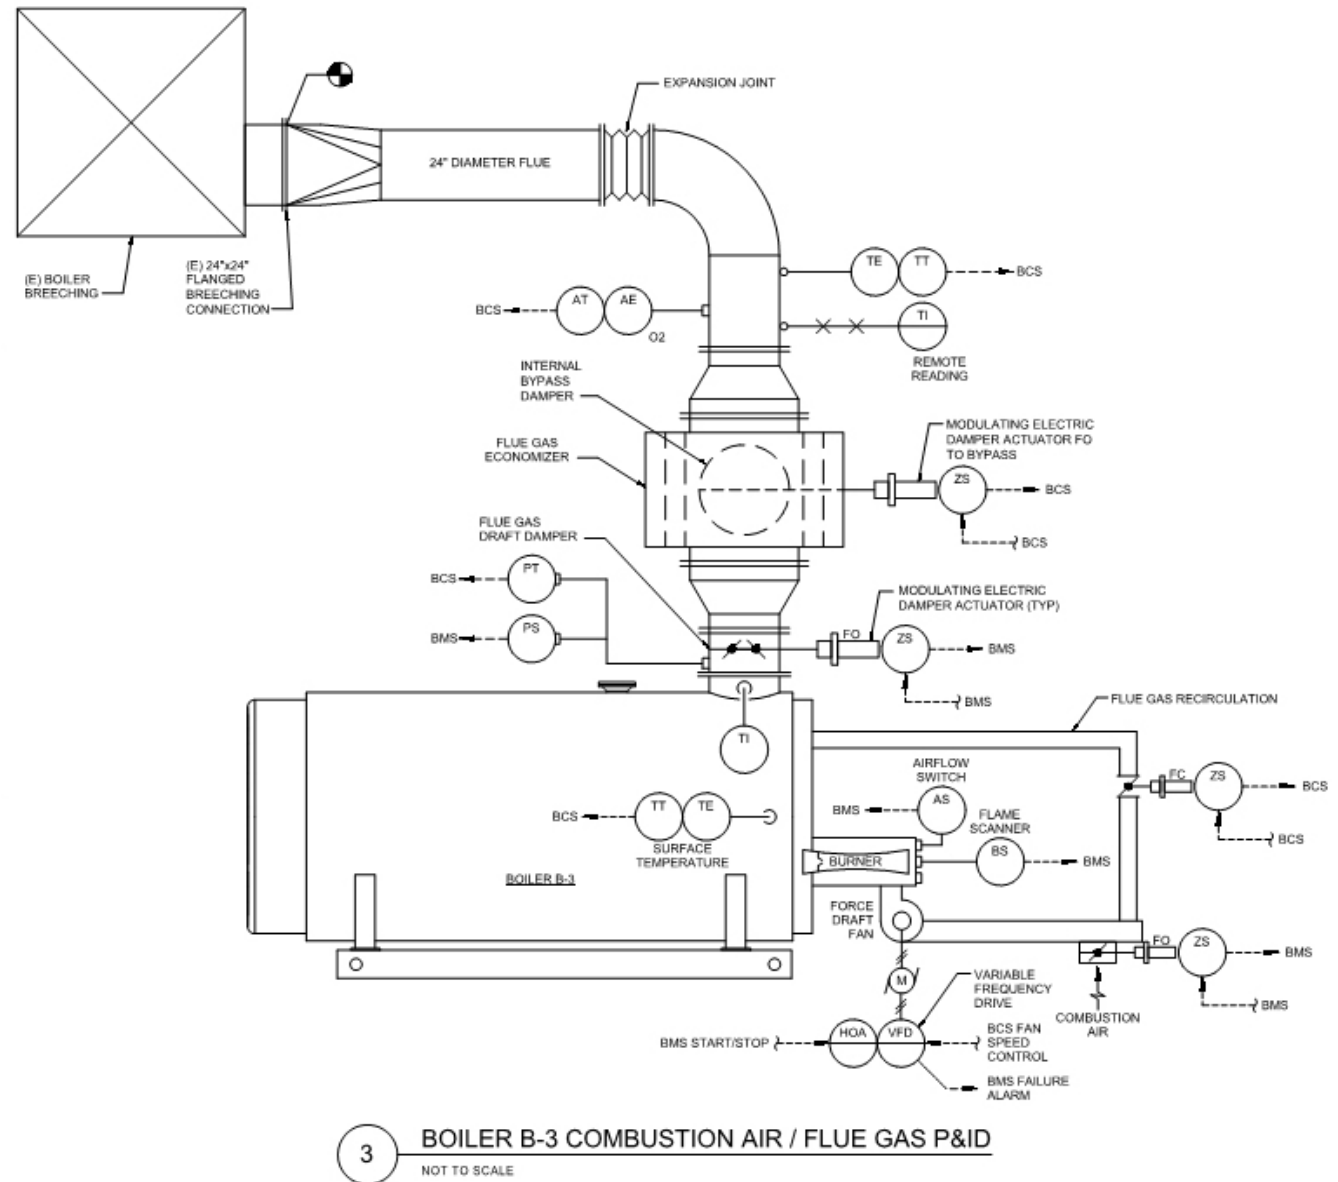 EXPANSION JOINT
24" DIAMETER FLUE
(E) BOILER
BREECHING
(E) 24"x24"
FLANGED
BREECHING
CONNECTION
TE
TT
BCS
BCS
AT
AE
O2
TI
REMOTE
READING
INTERNAL
BYPASS
DAMPER
FLUE GAS
ECONOMIZER
MODULATING ELECTRIC
DAMPER ACTUATOR FO
TO BYPASS
ZS
BCS
BCS
FLUE GAS
DRAFT DAMPER
BCS
PT
BMS
PS
MODULATING ELECTRIC
DAMPER ACTUATOR (TYP)
FO
ZS
BMS
BMS
FLUE GAS RECIRCULATION
TI
AIRFLOW
SWITCH
BMS
AS
FC
ZS
BCS
BCS
BCS
TT
TE
SURFACE
TEMPERATURE
FLAME
SCANNER
BURNER
BS
BMS
BOILER B-3
FORCE
DRAFT
FAN
FO
ZS
BMS
BMS
M
VARIABLE
FREQUENCY
DRIVE
COMBUSTION
AIR
BMS START/STOP
HOA
VFD
BCS FAN
SPEED
CONTROL
BMS FAILURE
ALARM
3
BOILER B-3 COMBUSTION AIR / FLUE GAS P&ID
NOT TO SCALE